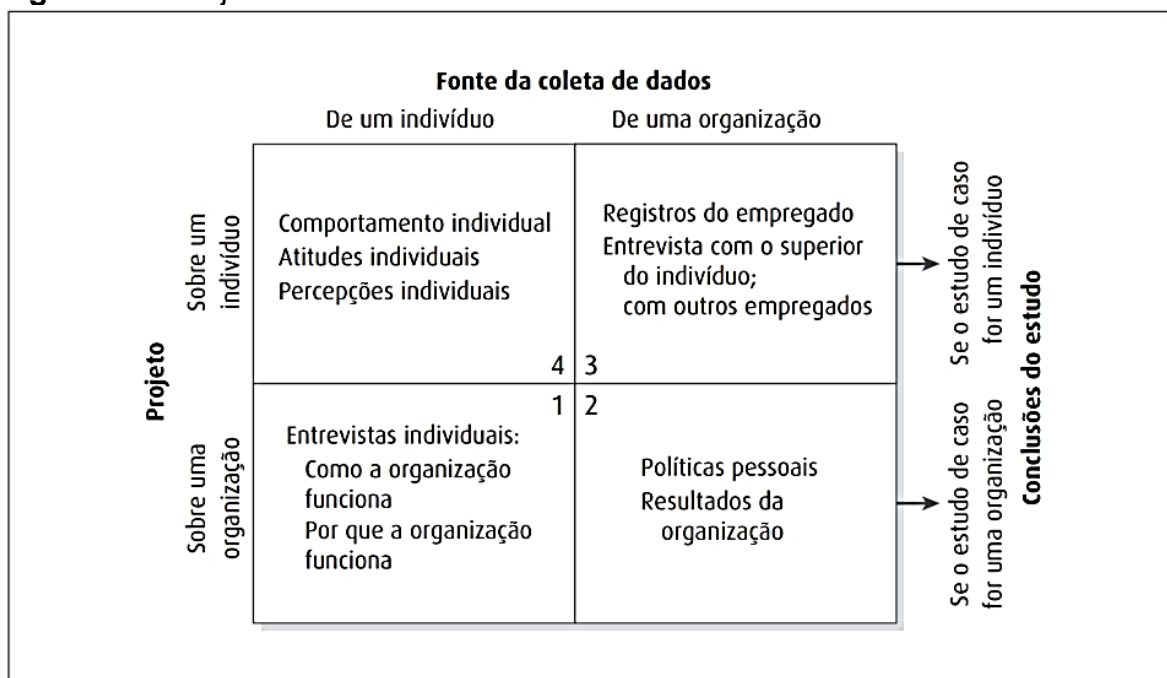 Fonte da coleta de dados
De um indivíduo
De uma organização
Projeto
Sobre um
indivíduo
Comportamento individual
Atitudes individuais
Percepções individuais
4
Registros do empregado
Entrevista com o superior
do indivíduo;
com outros empregados
3
Se o estudo de caso
for um indivíduo
Sobre uma
organização
Entrevistas individuais:
Como a organização
funciona
Por que a organização
funciona
1
Políticas pessoais
Resultados da
organização
2
Se o estudo de caso
for uma organização
Conclusões do estudo